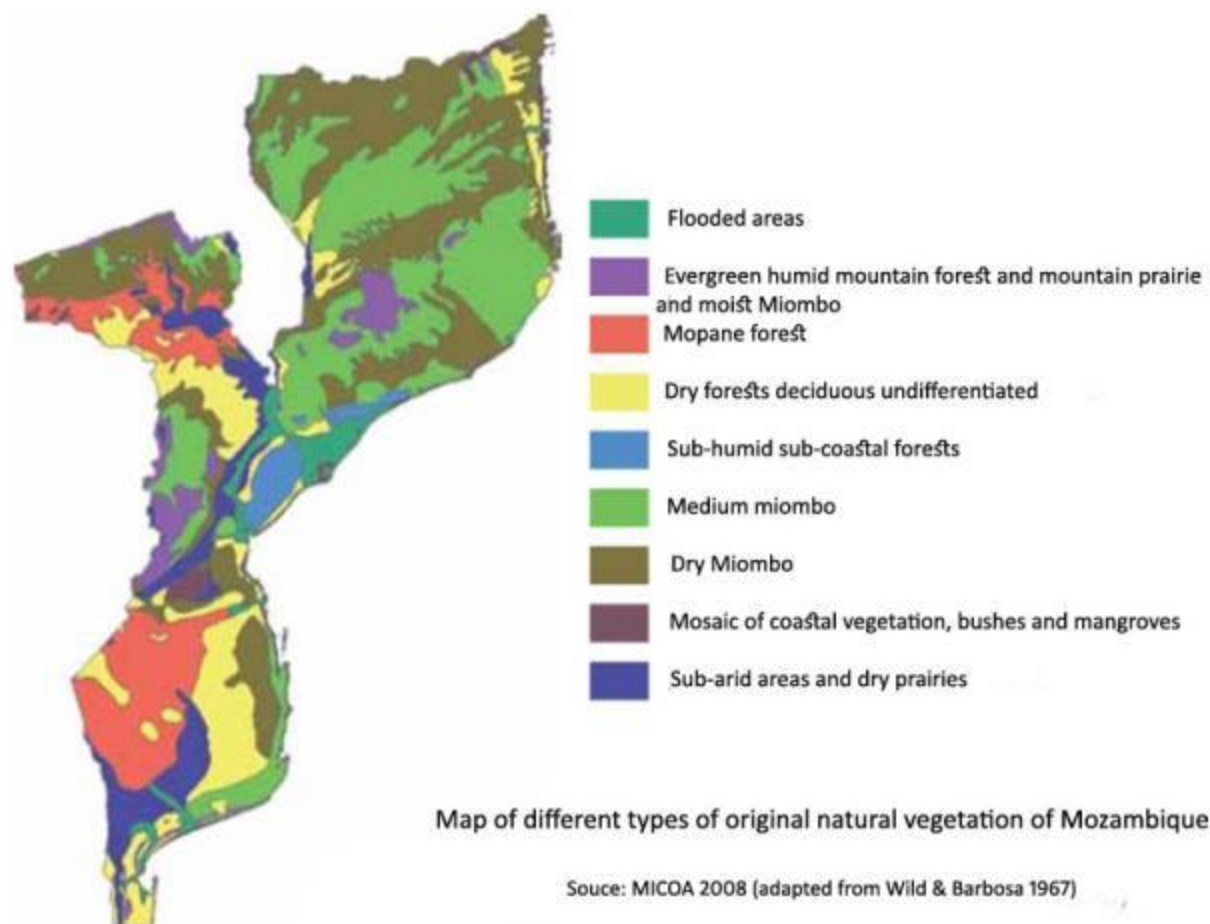 Flooded areas
Evergreen humid mountain forest and mountain prairie
and moist Miombo
Mopane forest
Dry forests deciduous undifferentiated
Sub-humid sub-coastal forests
Medium miombo
Dry Miombo
Mosaic of coastal vegetation, bushes and mangroves
Sub-arid areas and dry prairies
Map of different types of original natural vegetation of Mozambique
Souce: MICOA 2008 (adapted from Wild & Barbosa 1967)